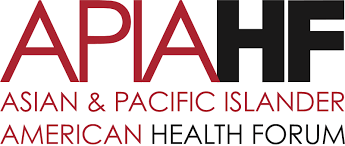 APIAHF
ASIAN & PACIFIC ISLANDER
AMERICAN HEALTH FORUM